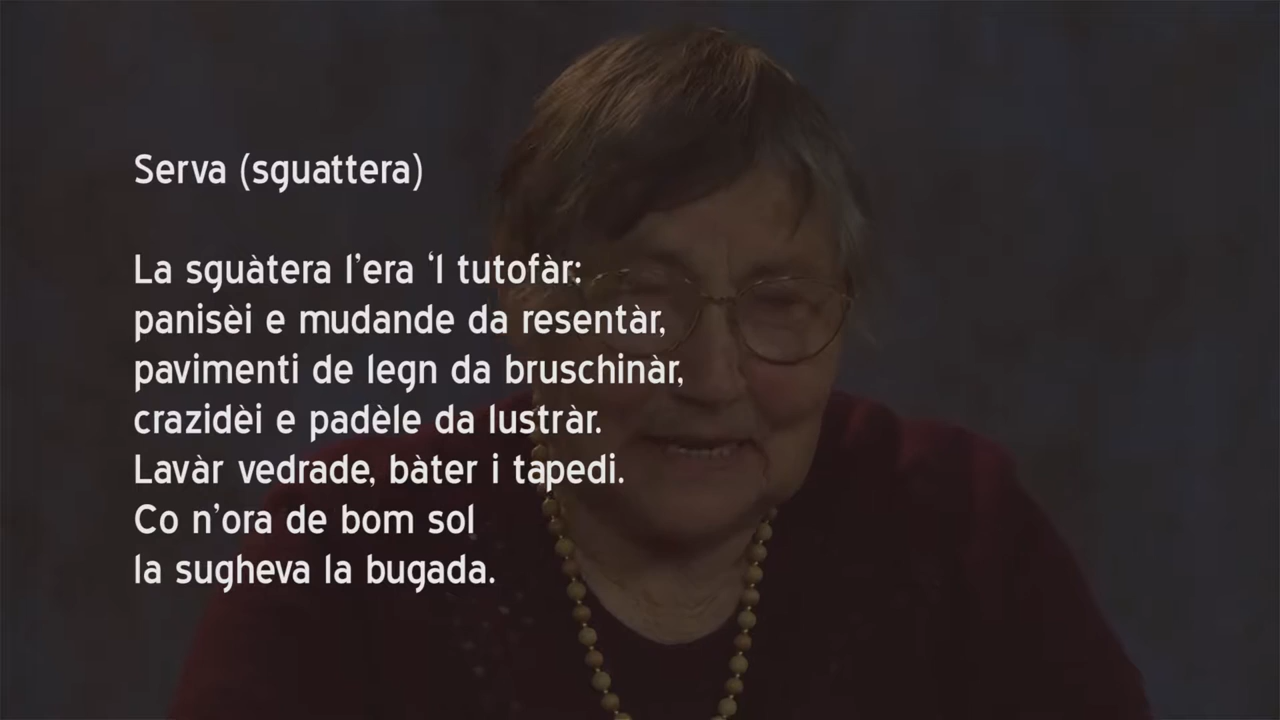 Serva (sguattera)
La sguàtera l'era ‘l tutofàr:
panisèi e mudande da resentàr,
pavimenti de legn da bruschinàr,
crazidèi e padèle da lustràr.
Lavàr vedrade, bàter i tapedi.
Co n'ora de bom sol
la sugheva la bugada.